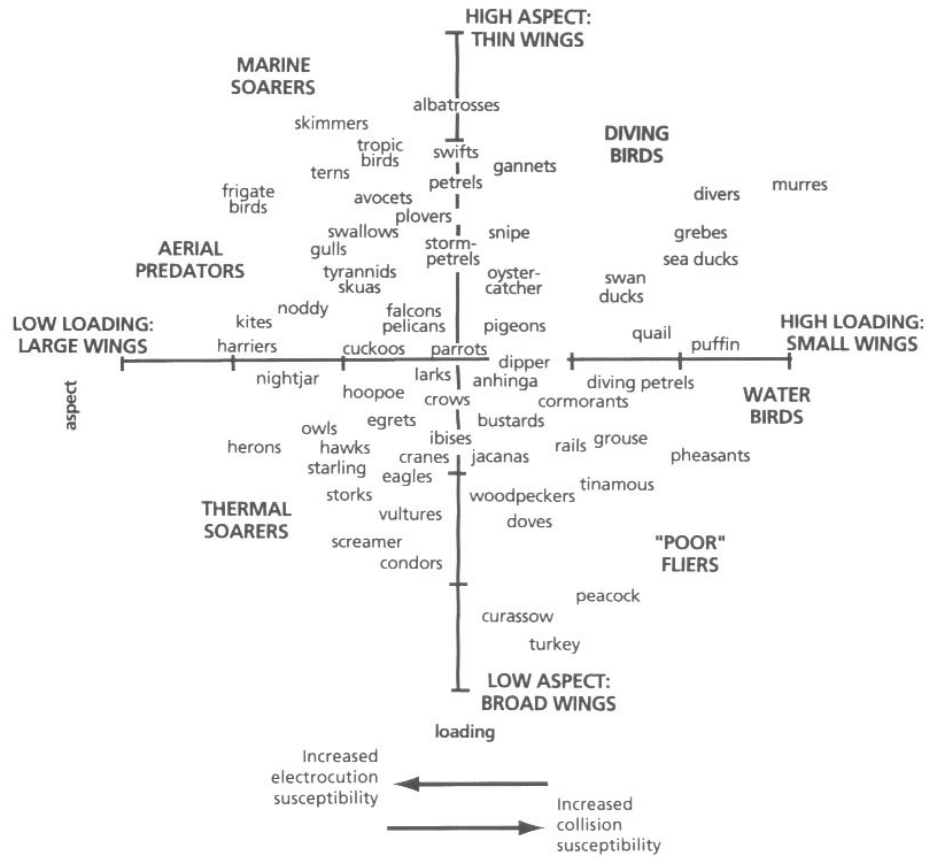 HIGH ASPECT:
THIN WINGS
MARINE
SOARERS
albatrosses
skimmers
DIVING
BIRDS
tropic
birds
swifts
gannets
terns
petrels
murres
frigate
birds
divers
avocets
plovers
swallows
snipe
grebes
AERIAL
PREDATORS
gulls
storm-
petrels
sea ducks
tyrannids
skuas
oyster-
catcher
swan
ducks
noddy
falcons
pelicans
LOW LOADING:
LARGE WINGS
kites
pigeons
quail
HIGH LOADING:
SMALL WINGS
harriers
cuckoos
parrots
puffin
dipper
aspect
nightjar
larks
anhinga
diving petrels
WATER
BIRDS
hoopoe
crows
cormorants
egrets
bustards
owls
ibises
herons
hawks
rails
grouse
cranes
jacanas
pheasants
starling
eagles
tinamous
storks
woodpeckers
THERMAL
SOARERS
vultures
doves
screamer
"POOR"
FLIERS
condors
peacock
curassow
turkey
LOW ASPECT:
BROAD WINGS
loading
Increased
electrocution
susceptibility
Increased
collision
susceptibility